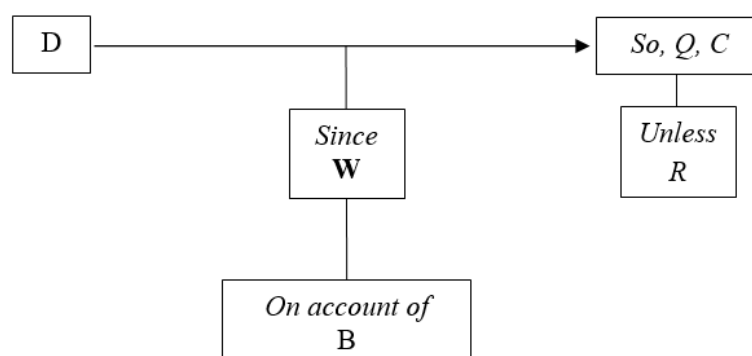 D
So, Q, C
Since
W
Unless
R
On account of
B